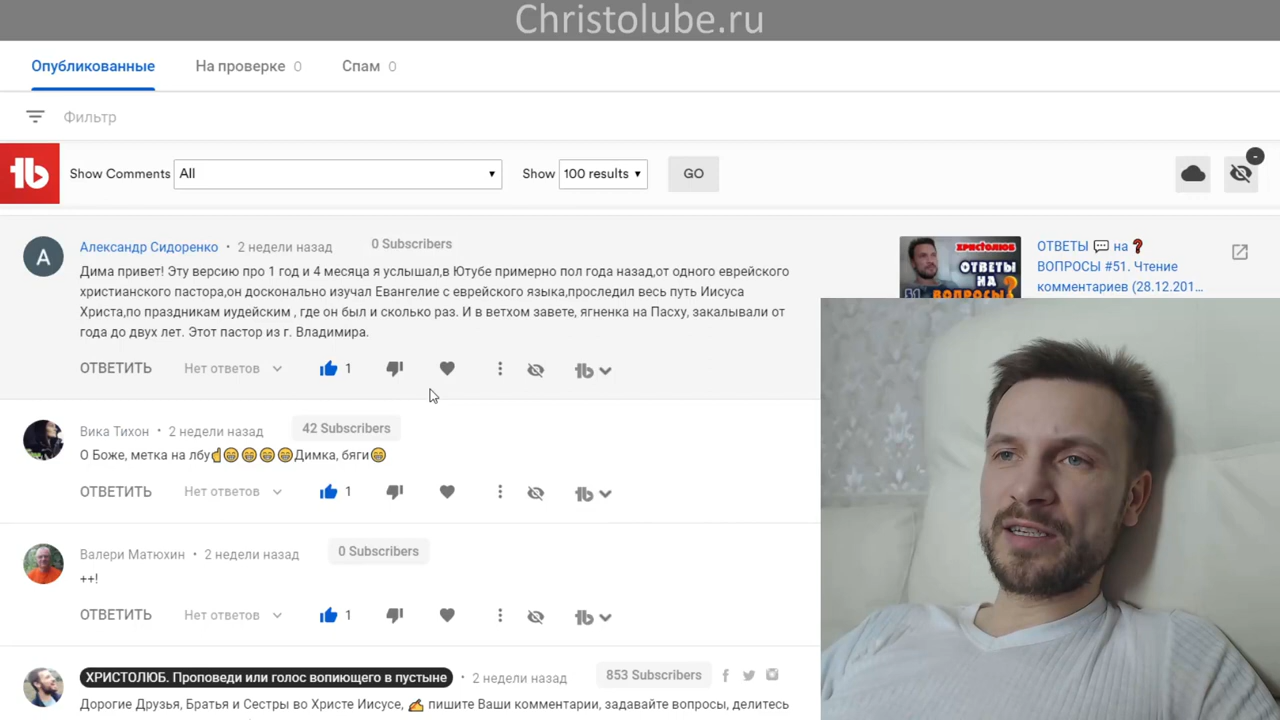 Christolube.ru
Опубликованные
На проверке 0
Спам 0
Фильтр
Show Comments All Show 100 results GO
Александр Сидоренко • 2 недели назад 0 Subscribers
Дима привет! Эту версию про 1 год и 4 месяца я услышал,в Ютубе примерно пол года назад,от одного еврейского
христианского пастора,он досконально изучал Евангелие с еврейского языка,проследил весь путь Иисуса
Христа,по праздникам иудейским , где он был и сколько раз. И в ветхом завете, ягненка на Пасху, закалывали от
года до двух лет. Этот пастор из г. Владимира.
ОТВЕТИТЬ Нет ответов 1
ХРИСТОЛЮБ
ОТВЕТЫ
НА
ВОПРОСЫ
51
ОТВЕТЫ 💬 на ❓
ВОПРОСЫ #51. Чтение
комментариев (28.12.201...
Вика Тихон • 2 недели назад 42 Subscribers
О Боже, метка на лбу☝😁😁😁😁Димка, бяги😁
ОТВЕТИТЬ Нет ответов 1
Валери Матюхин • 2 недели назад 0 Subscribers
++!
ОТВЕТИТЬ Нет ответов 1
ХРИСТОЛЮБ. Проповеди или голос вопиющего в пустыне • 2 недели назад 853 Subscribers
Дорогие Друзья, Братья и Сестры во Христе Иисусе, ✍ пишите Ваши комментарии, задавайте вопросы, делитесь